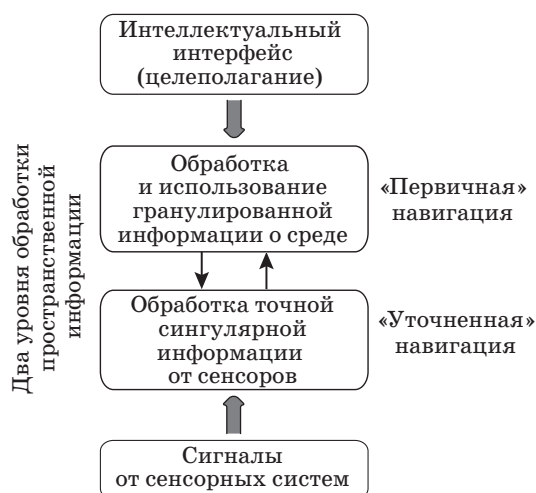 Интеллектуальный
интерфейс
(целеполагание)
Два уровня обработки
пространственной
информации
Обработка
и использование
гранулированной
информации о среде
«Первичная»
навигация
Обработка точной
сингулярной
информации
от сенсоров
«Уточненная»
навигация
Сигналы
от сенсорных систем